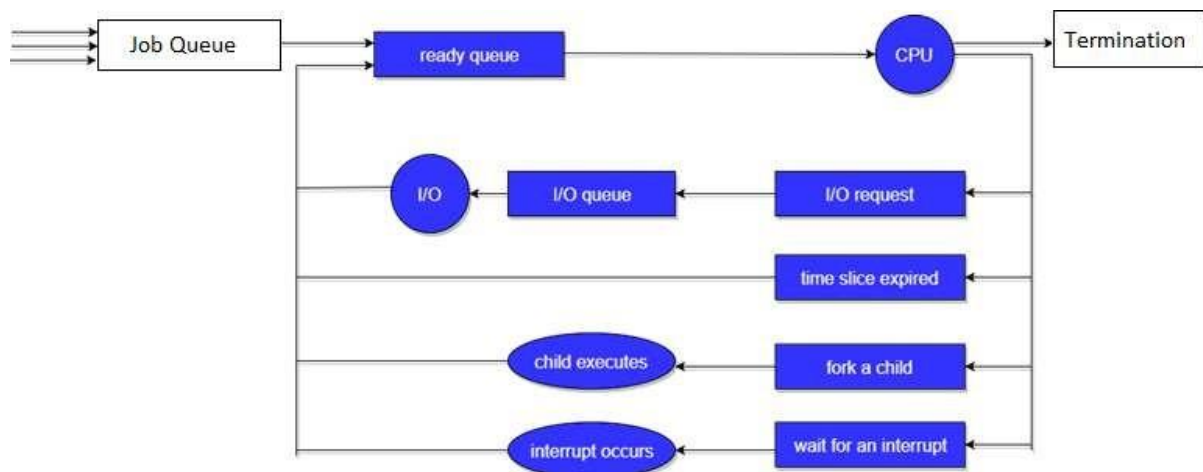 Job Queue
ready queue
CPU
Termination
I/O
I/O queue
I/O request
time slice expired
child executes
fork a child
interrupt occurs
wait for an interrupt